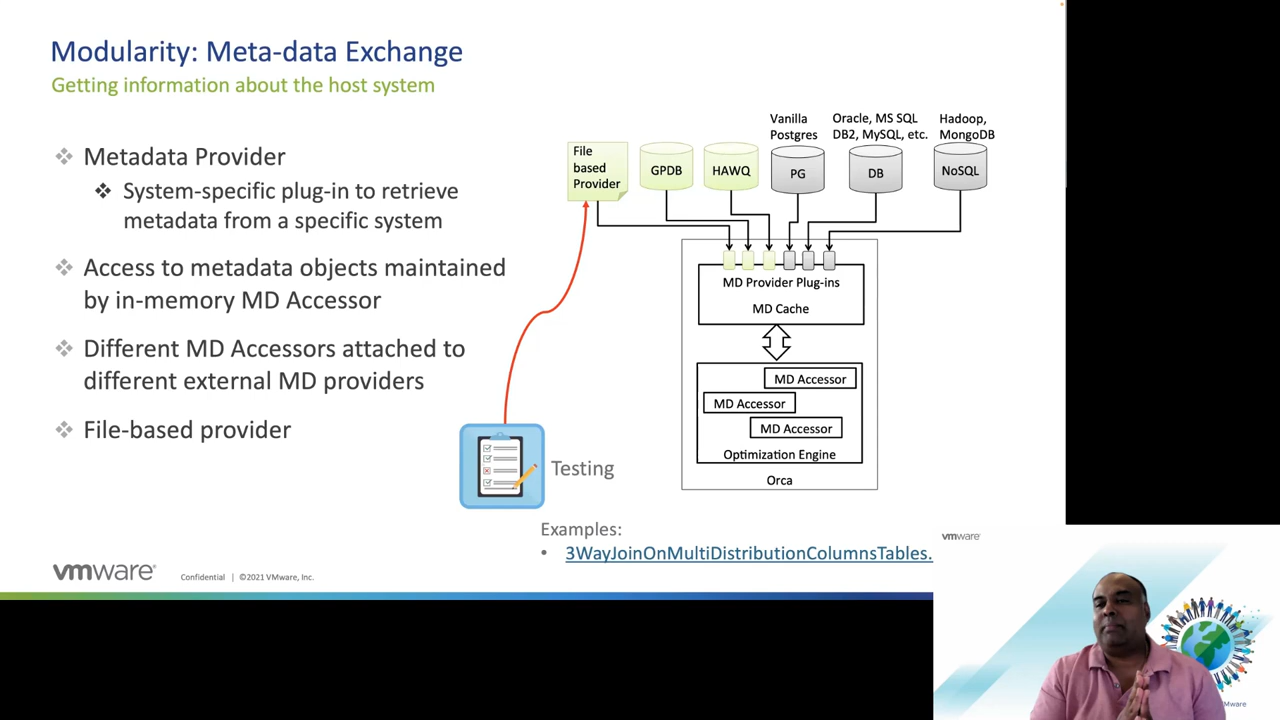 Modularity: Meta-data Exchange
Getting information about the host system
❖ Metadata Provider
❖ System-specific plug-in to retrieve
metadata from a specific system
❖ Access to metadata objects maintained
by in-memory MD Accessor
❖ Different MD Accessors attached to
different external MD providers
❖ File-based provider
Testing
Vanilla
Postgres
Oracle, MS SQL
DB2, MySQL, etc.
Hadoop,
MongoDB
File
based
Provider
GPDB
HAWQ
PG
DB
NoSQL
MD Provider Plug-ins
MD Cache
MD Accessor
MD Accessor
MD Accessor
Optimization Engine
Orca
Examples:
• 3WayJoinOnMultiDistributionColumnsTables.
vmware®
Confidential | ©2021 VMware, Inc.
vmware
Mware